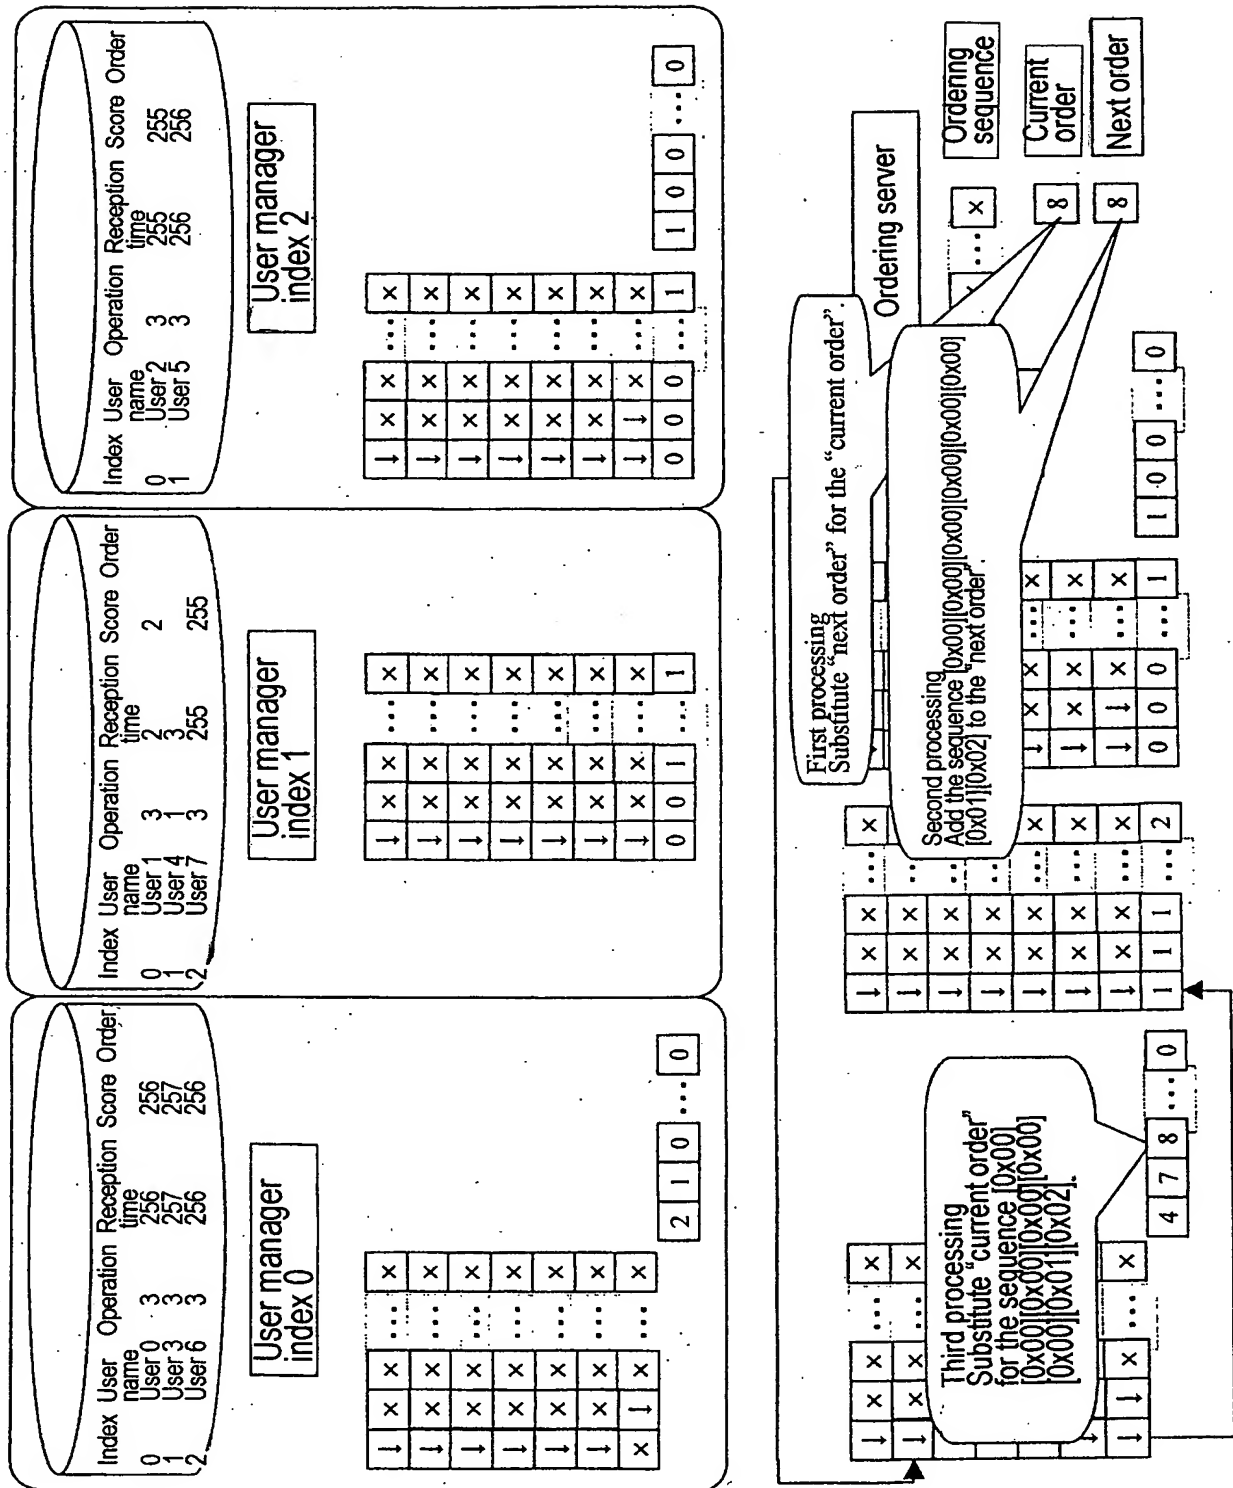 Index User name Operation Reception time Score Order
0 User 0 3 256 256
1 User 3 3 257 257
2 User 6 3 256 256
User manager
index 0
↓ × × ... ×
↓ × × ... ×
↓ × × ... ×
↓ × × ... ×
↓ × × ... ×
↓ × × ... ×
× ↓ × ... ×
2 1 0 ... 0
Index User name Operation Reception time Score Order
0 User 1 3 2 2
1 User 4 1 3
2 User 7 3 255 255
User manager
index 1
↓ × × ... ×
↓ × × ... ×
↓ × × ... ×
↓ × × ... ×
↓ × × ... ×
↓ × × ... ×
↓ × × ... ×
0 0 1 ... 1
Index User name Operation Reception time Score Order
0 User 2 3 255 255
1 User 5 3 256 256
User manager
index 2
↓ × × ... ×
↓ × × ... ×
↓ × × ... ×
↓ × × ... ×
↓ × × ... ×
↓ × × ... ×
↓ ↓ × ... ×
0 0 0 ... 1
1 0 0 0 ... 0
First processing
Substitute “next order” for the “current order”.
Ordering server
Second processing
Add the sequence [0x00][0x00][0x00][0x00][0x00][0x00]
[0x01][0x02] to the “next order”.
Third processing
Substitute “current order”
for the sequence [0x00]
[0x00][0x00][0x00][0x00]
[0x00][0x01][0x02].
↓ × × ... ×
↓ × × ... ×
↓ ↓ × ... ×
4 7 8 ... 0
↓ × × ... ×
↓ × × ... ×
↓ × × ... ×
↓ × × ... ×
↓ × × ... ×
↓ × × ... ×
↓ × × ... ×
1 1 1 ... 2
↓ × × ... ×
↓ × × ... ×
↓ ↓ × ... ×
0 0 0 ... 1
1 0 0 ... 0
... × Ordering
sequence
8 Current
order
8 Next order